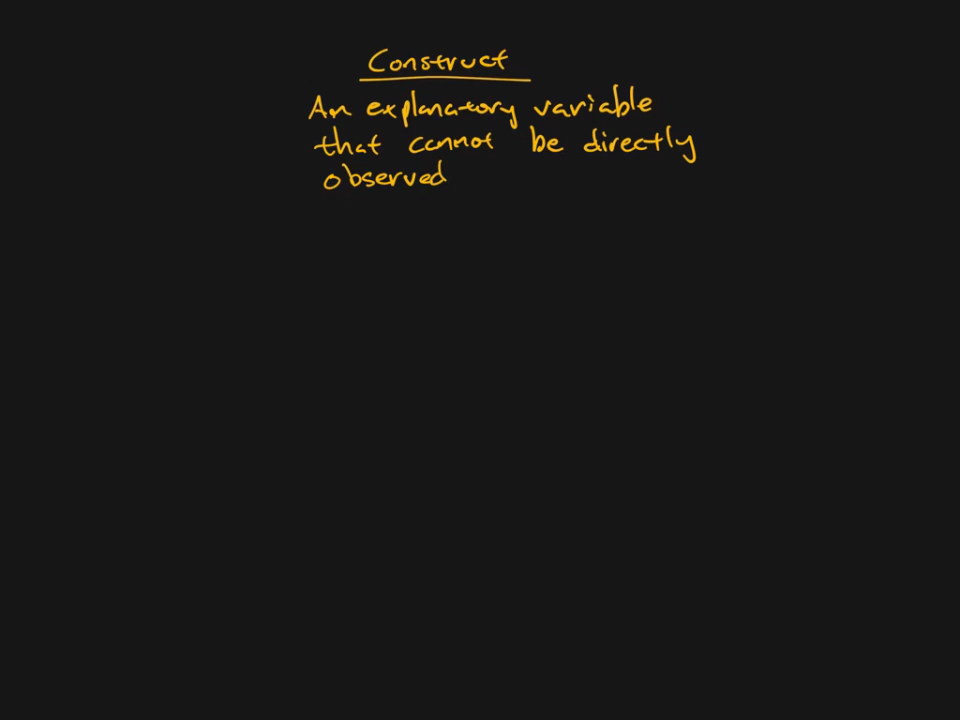 Construct
An explanatory variable
that cannot be directly
observed